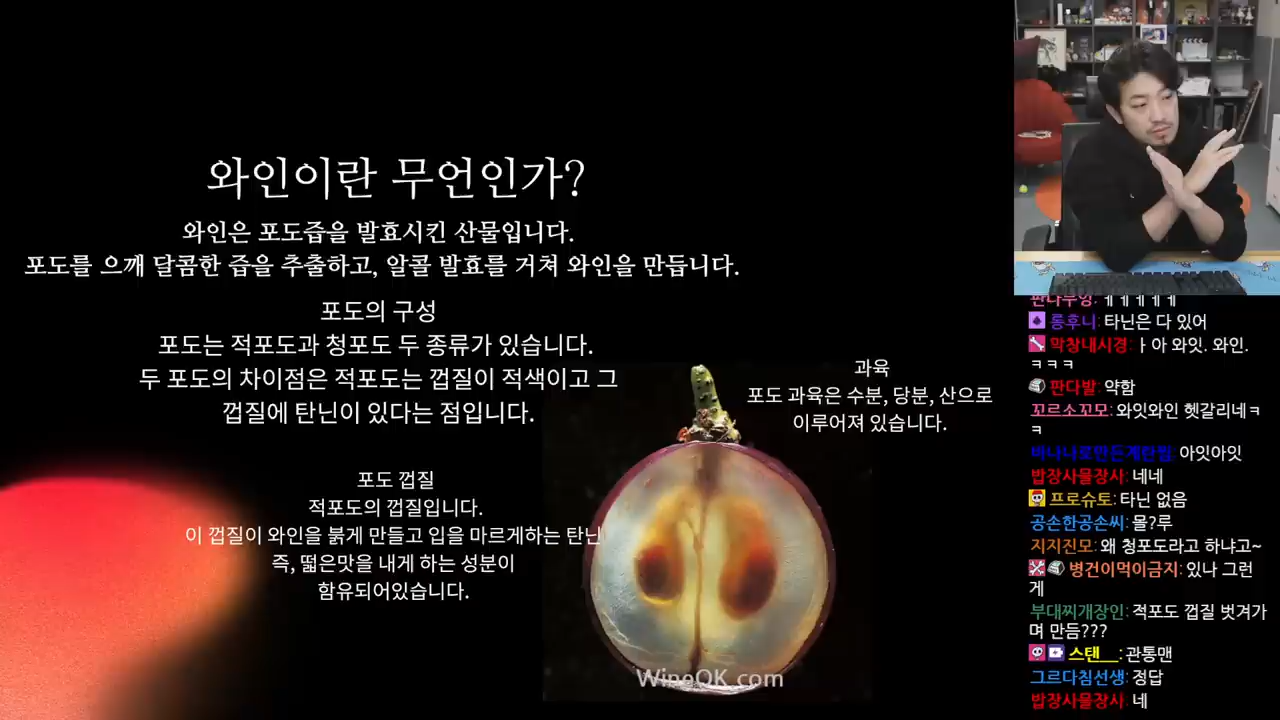 와인이란 무언인가?
와인은 포도즙을 발효시킨 산물입니다.
포도를 으깨 달콤한 즙을 추출하고, 알콜 발효를 거쳐 와인을 만듭니다.
포도의 구성
포도는 적포도과 청포도 두 종류가 있습니다.
두 포도의 차이점은 적포도는 껍질이 적색이고 그
껍질에 탄닌이 있다는 점입니다.
과육
포도 과육은 수분, 당분, 산으로
이루어져 있습니다.
포도 껍질
적포도의 껍질입니다.
이 껍질이 와인을 붉게 만들고 입을 마르게하는 탄닌
즉, 떫은맛을 내게 하는 성분이
함유되어있습니다.
WineOK.com
ㅔㅔㅔㅔㅔ
롱후니: 타닌은 다 있어
막창내시경: ㅏ아 와잇. 와인.
ㅋㅋㅋ
판다발: 약함
꼬르소꼬모: 와잇와인 헷갈리네ㅋ
ㅋ
바나나로만든계란찜: 아잇아잇
밥장사물장사: 네네
프로슈토: 타닌 없음
공손한공손씨: 몰?루
지지진모: 왜 청포도라고 하냐고~
병건이먹이금지: 있나 그런
게
부대찌개장인: 적포도 껍질 벗겨가
며 만듬???
스탠__: 관통맨
그르다침선생: 정답
밥장사물장사: 네